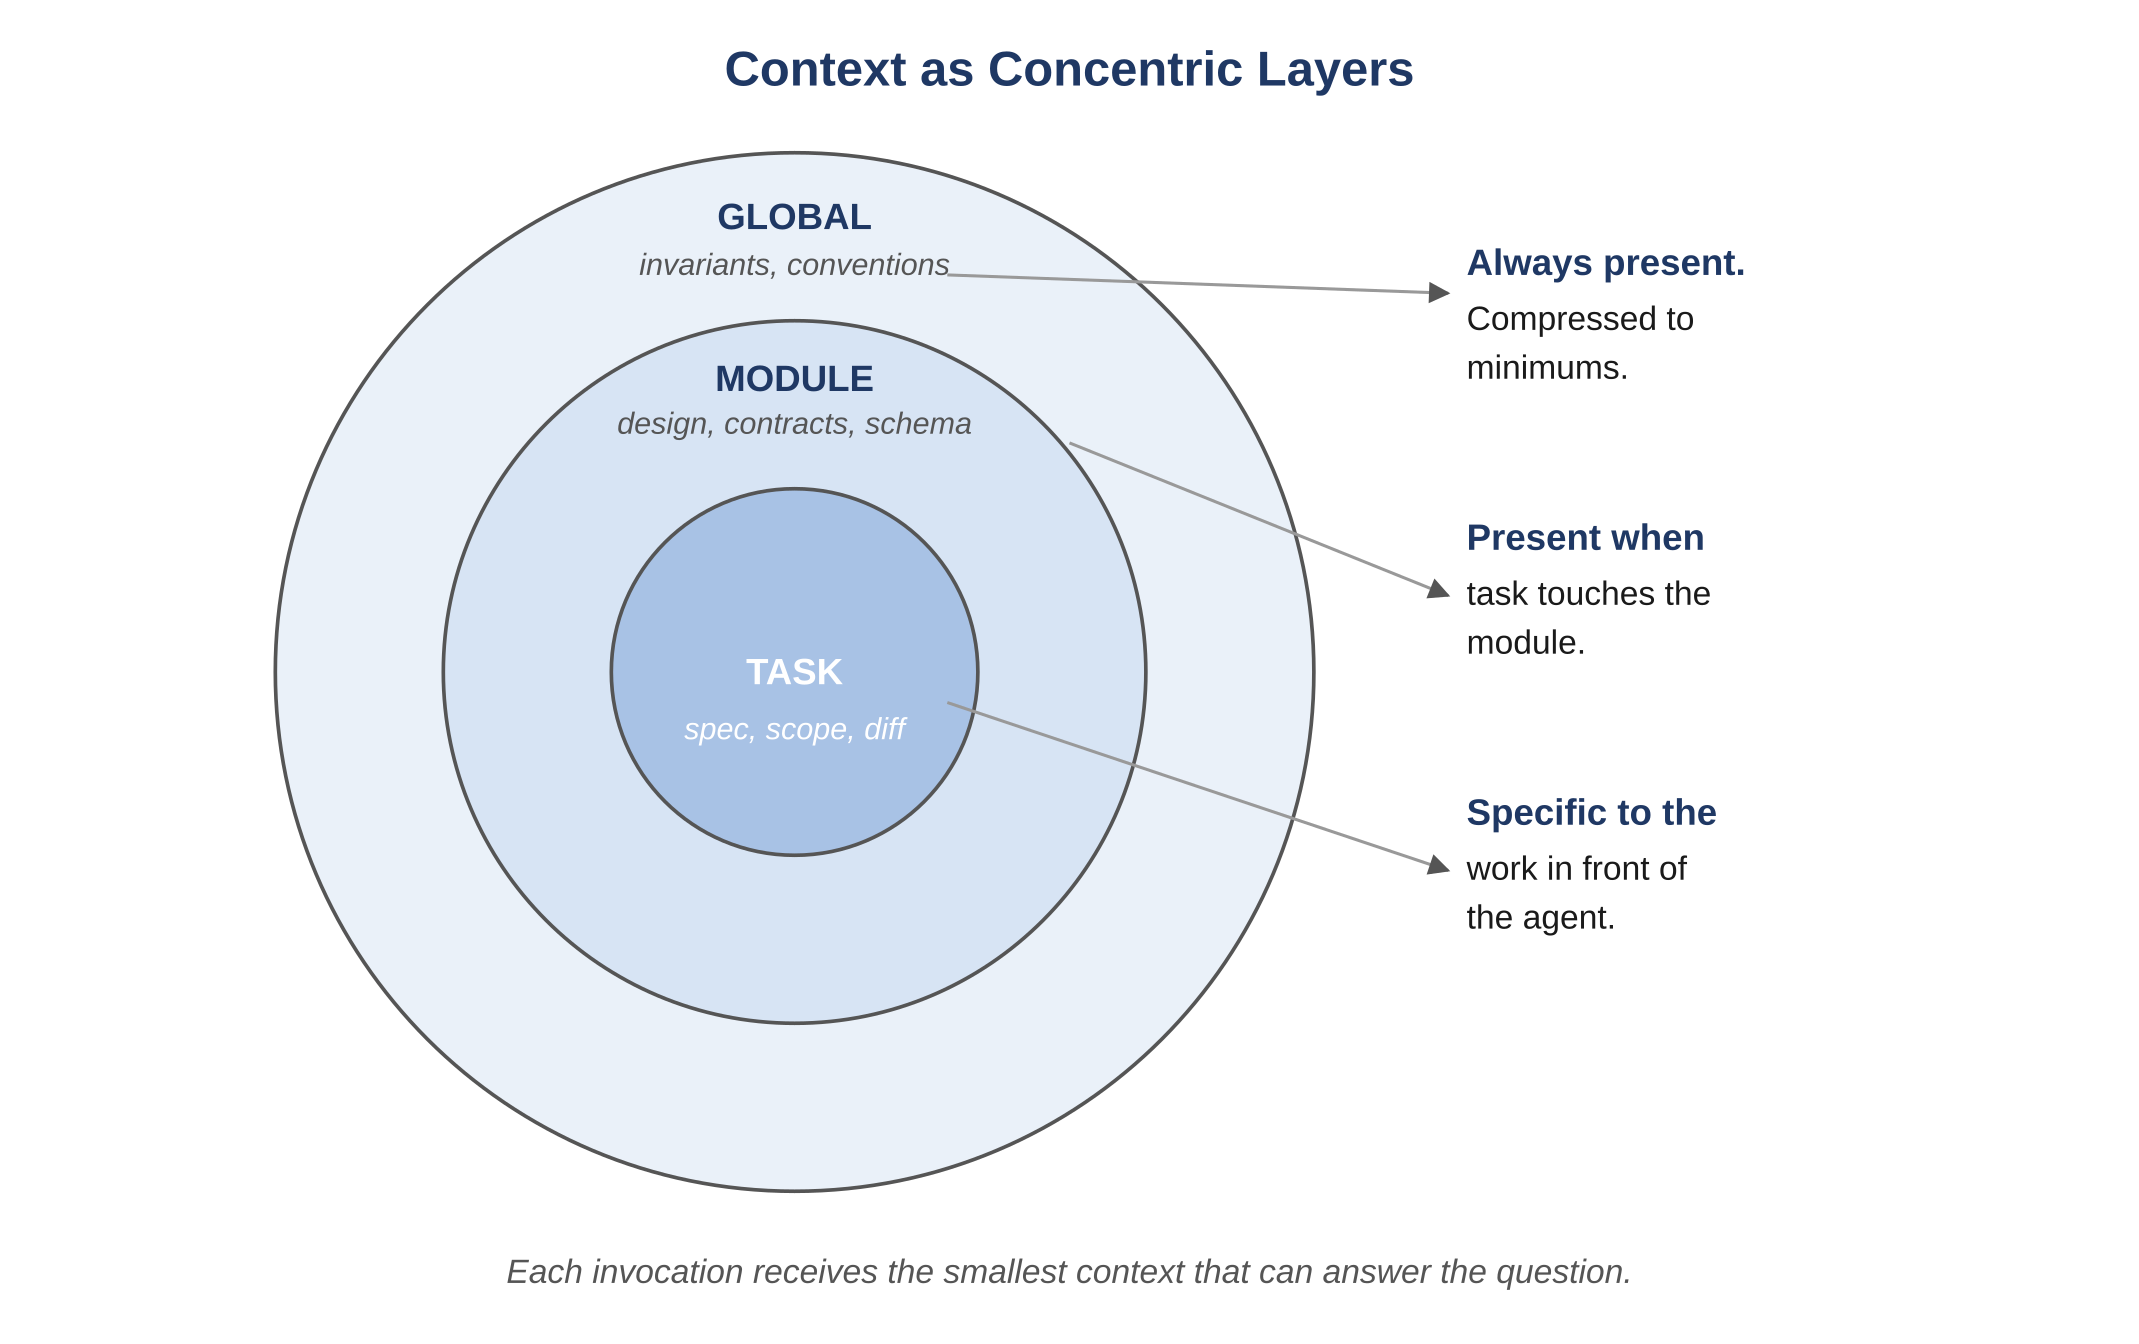 Context as Concentric Layers
GLOBAL
invariants, conventions
Always present.
Compressed to
minimums.
MODULE
design, contracts, schema
Present when
task touches the
module.
TASK
spec, scope, diff
Specific to the
work in front of
the agent.
Each invocation receives the smallest context that can answer the question.